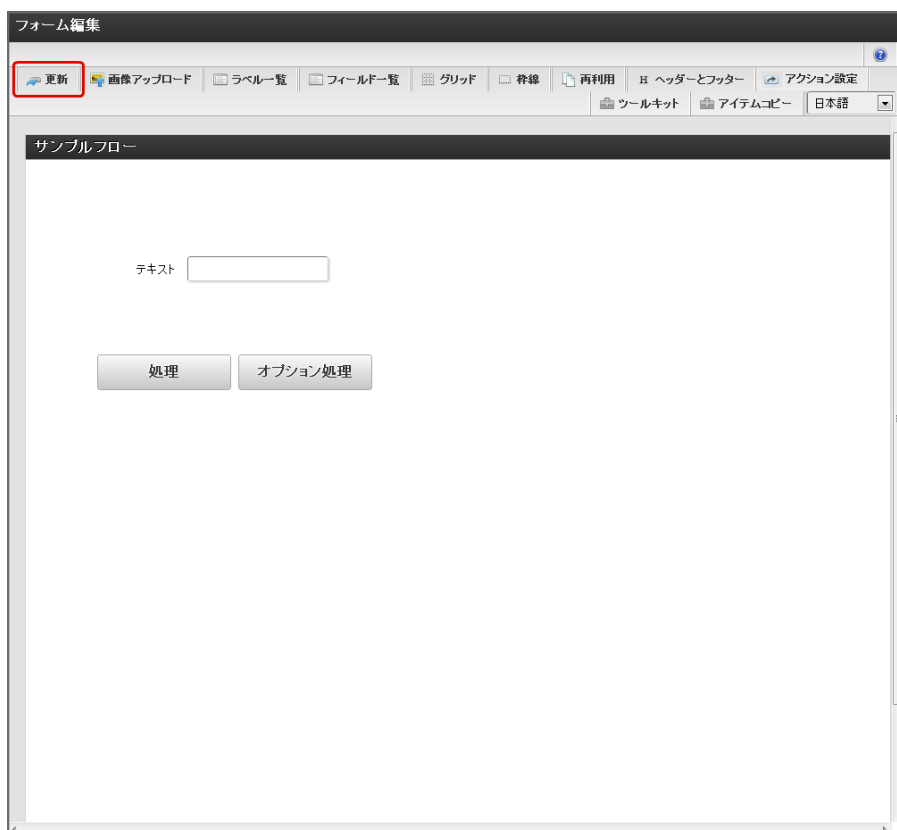 フォーム編集
更新 画像アップロード ラベル一覧 フィールド一覧 グリッド 枠線 再利用 H ヘッダーとフッター アクション設定
ツールキット アイテムコピー 日本語
サンプルフロー
テキスト
処理 オプション処理